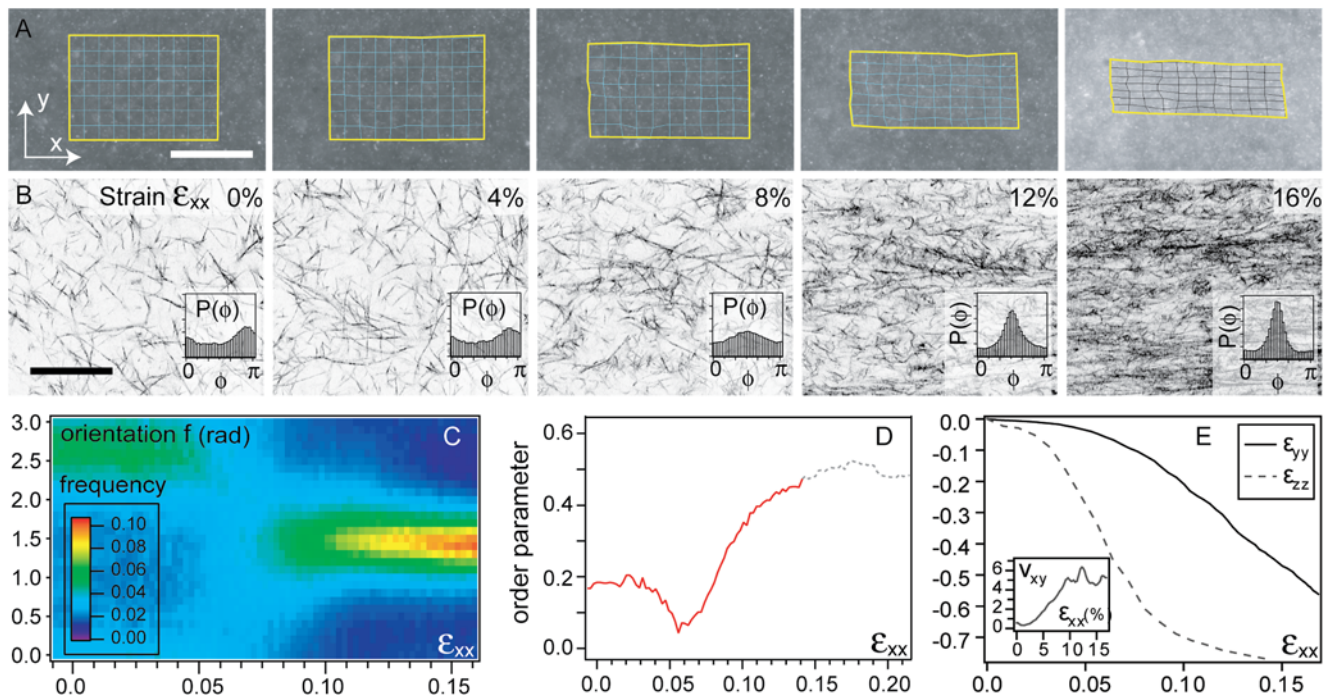 A
y
x
B
Strain εxx 0%
4%
8%
12%
16%
P(ϕ)
0 π
ϕ
P(ϕ)
0 π
ϕ
P(ϕ)
0 π
ϕ
P(ϕ)
0 π
ϕ
P(ϕ)
0 π
ϕ
C
orientation f (rad)
frequency
0.10
0.08
0.06
0.04
0.02
0.00
3.0
2.5
2.0
1.5
1.0
0.5
0.0
εxx
0.0 0.05 0.10 0.15
D
order parameter
0.6
0.4
0.2
0.0
εxx
0.0 0.05 0.10 0.15 0.20
E
0.0
-0.1
-0.2
-0.3
-0.4
-0.5
-0.6
-0.7
εyy
εzz
νxy
6
4
2
0
εxx(%)
0 5 10 15
εxx
0.0 0.05 0.10 0.15